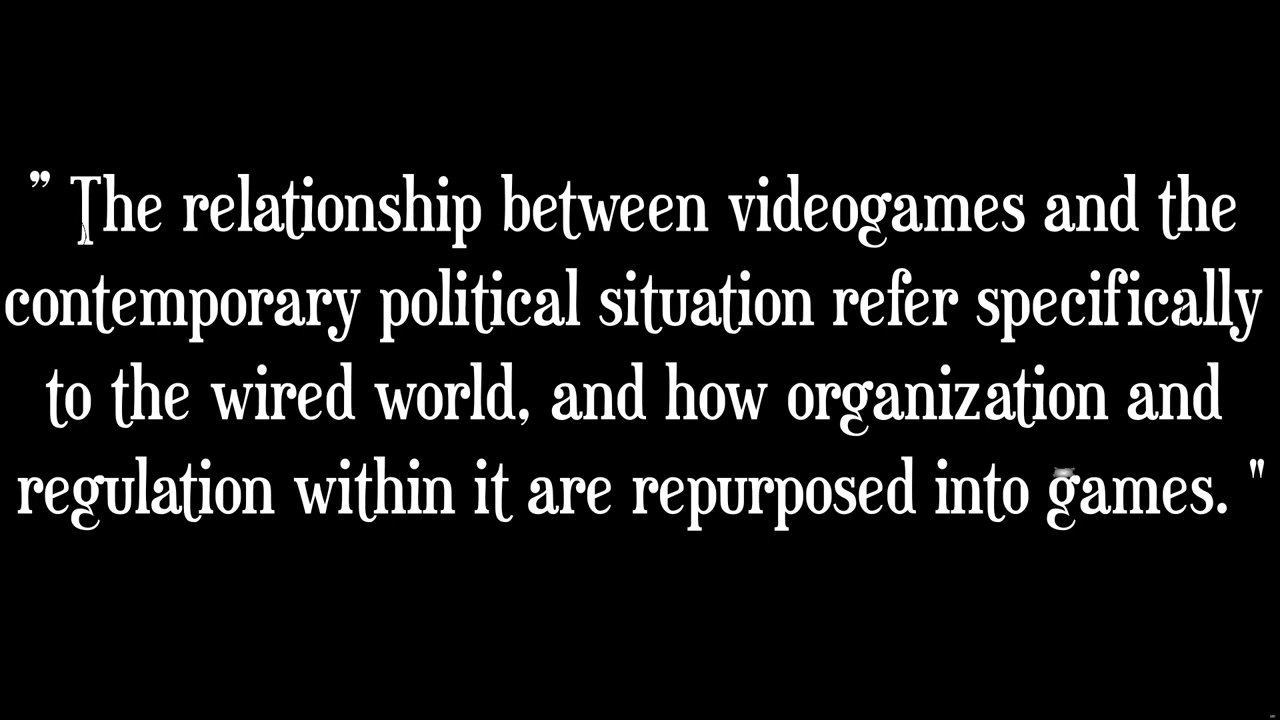 ” The relationship between videogames and the
contemporary political situation refer specifically
to the wired world, and how organization and
regulation within it are repurposed into games. "